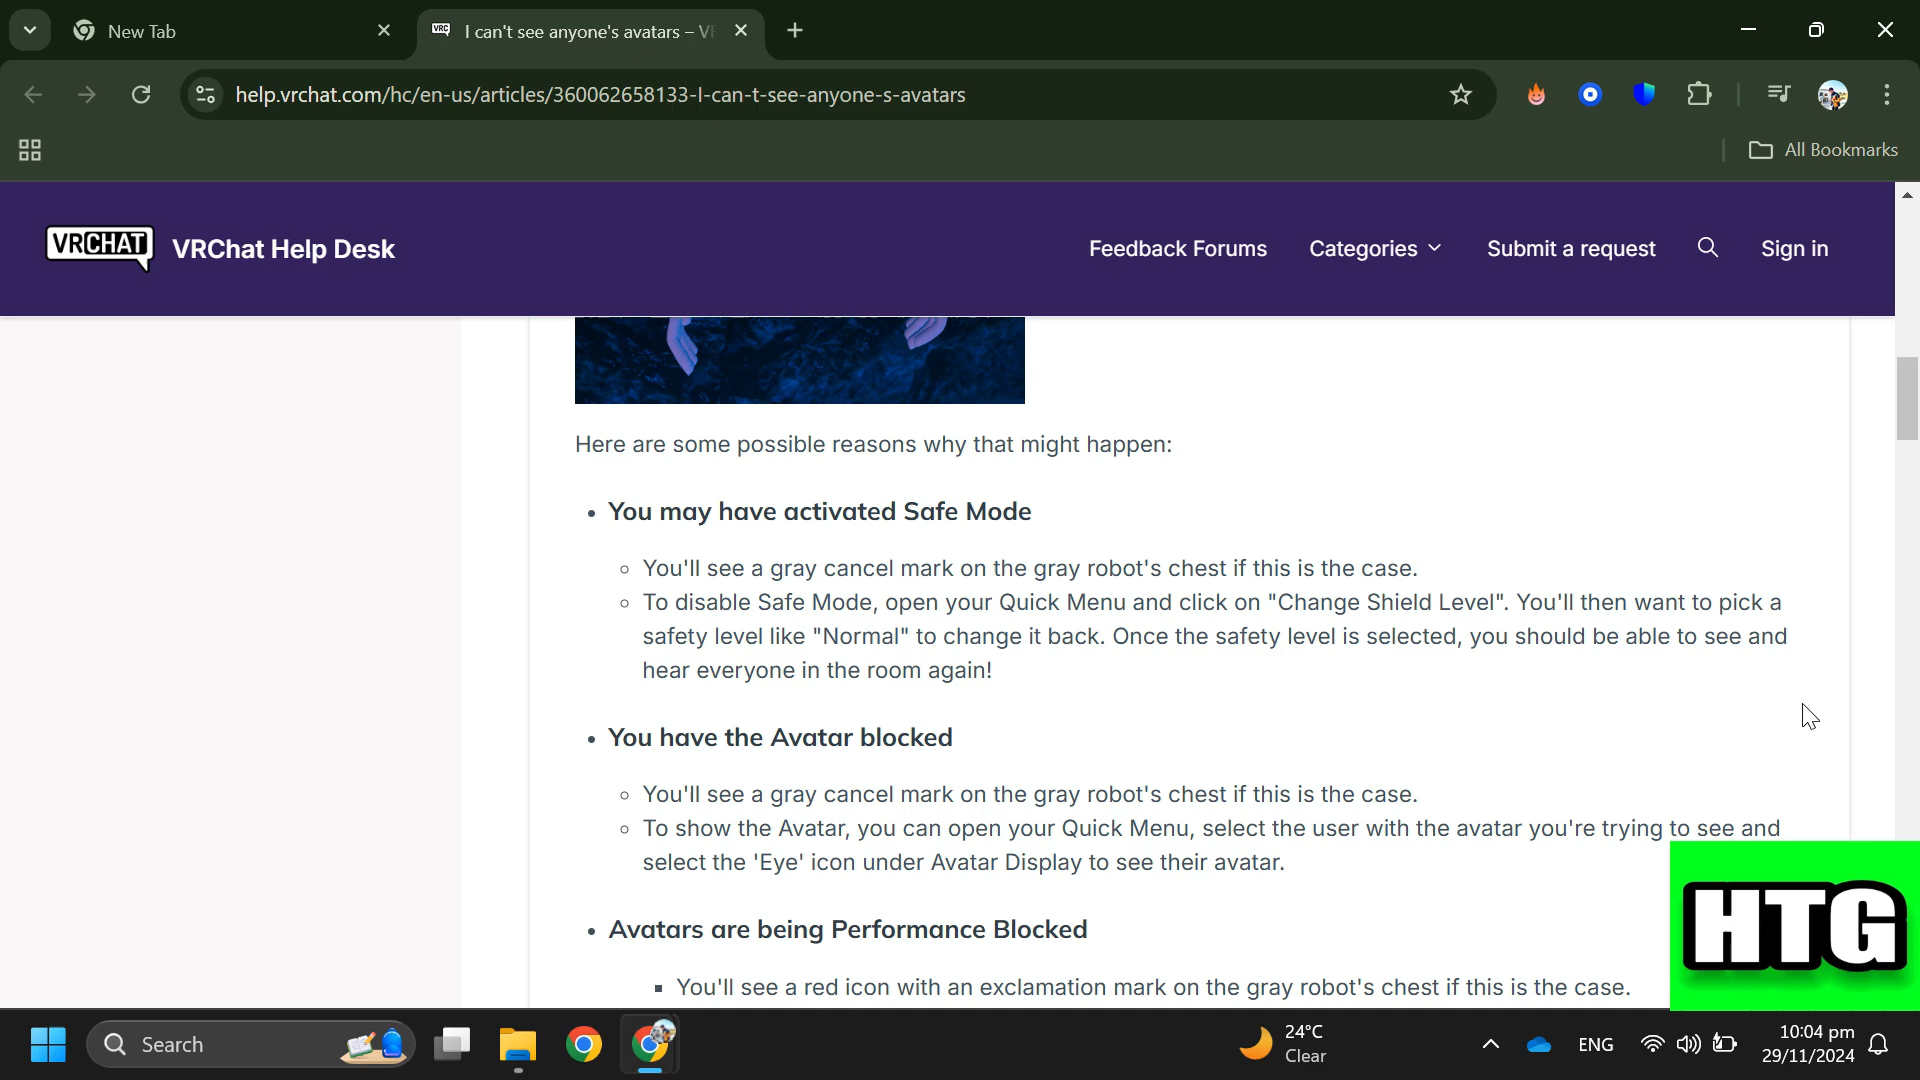 New Tab
I can't see anyone's avatars – VR
help.vrchat.com/hc/en-us/articles/360062658133-I-can-t-see-anyone-s-avatars
All Bookmarks
VRCHAT VRChat Help Desk
Feedback Forums Categories Submit a request Sign in
Here are some possible reasons why that might happen:
• You may have activated Safe Mode
You'll see a gray cancel mark on the gray robot's chest if this is the case.
To disable Safe Mode, open your Quick Menu and click on "Change Shield Level". You'll then want to pick a
safety level like "Normal" to change it back. Once the safety level is selected, you should be able to see and
hear everyone in the room again!
• You have the Avatar blocked
You'll see a gray cancel mark on the gray robot's chest if this is the case.
To show the Avatar, you can open your Quick Menu, select the user with the avatar you're trying to see and
select the 'Eye' icon under Avatar Display to see their avatar.
• Avatars are being Performance Blocked
You'll see a red icon with an exclamation mark on the gray robot's chest if this is the case.
HTG
Search
24°C
Clear
ENG
10:04 pm
29/11/2024